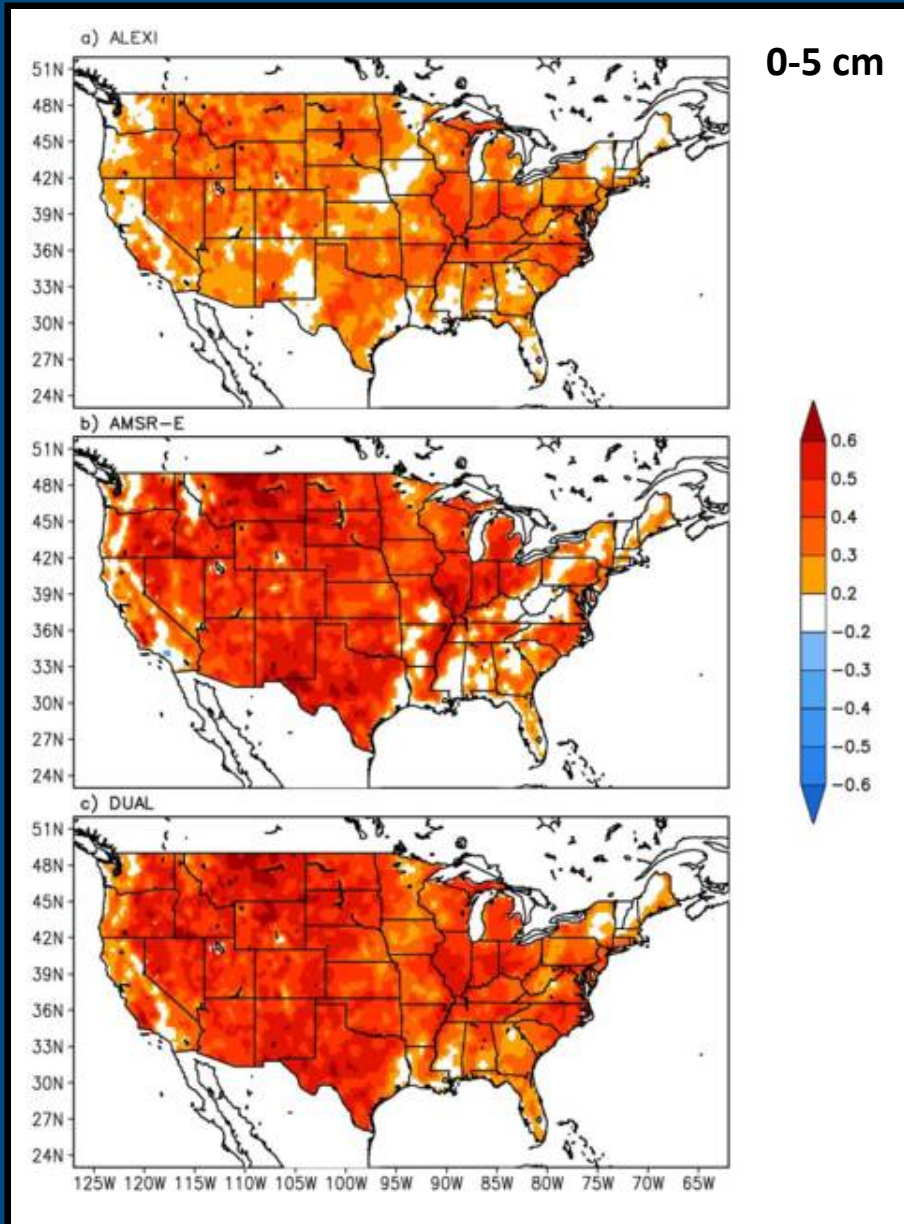 a) ALEXI
0-5 cm
51N
48N
45N
42N
39N
36N
33N
30N
27N
24N
b) AMSR-E
51N
48N
45N
42N
39N
36N
33N
30N
27N
24N
0.6
0.5
0.4
0.3
0.2
-0.2
-0.3
-0.4
-0.5
-0.6
c) DUAL
51N
48N
45N
42N
39N
36N
33N
30N
27N
24N
125W 120W 115W 110W 105W 100W 95W 90W 85W 80W 75W 70W 65W